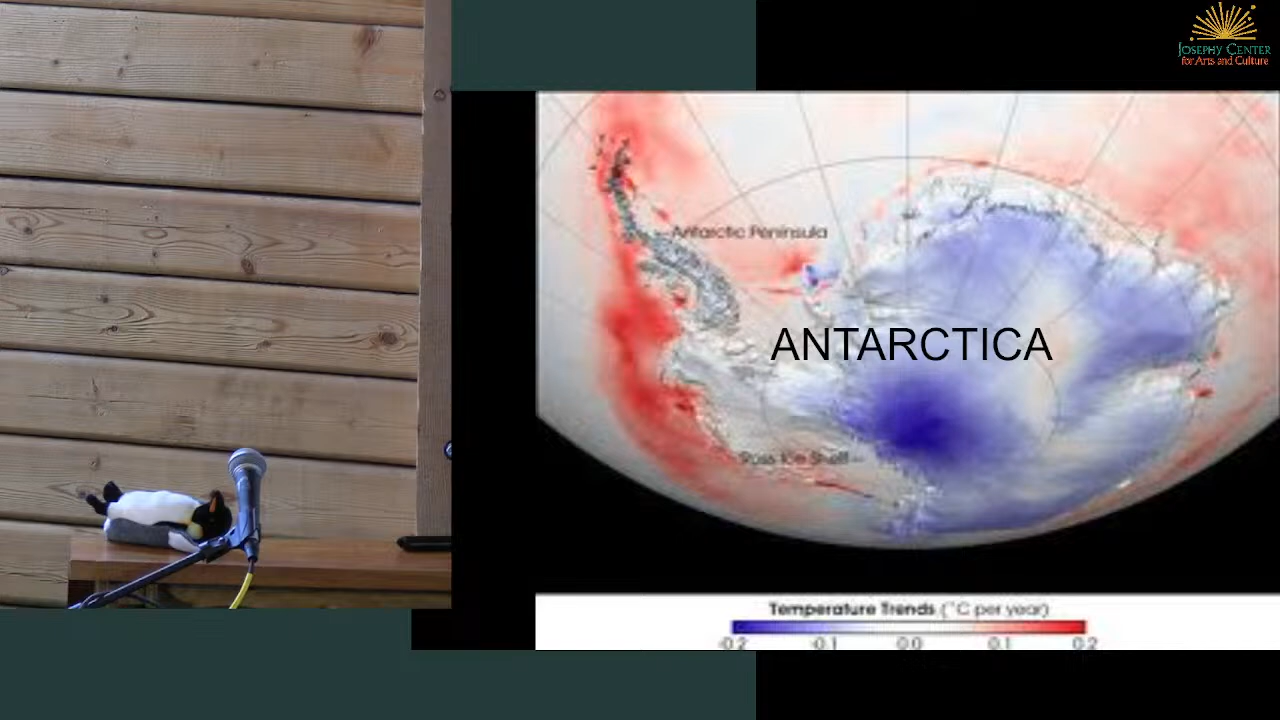 JOSEPHY CENTER
for Arts and Culture
Antarctic Peninsula
ANTARCTICA
Ross Ice Shelf
Temperature Trends (°C per year)
-0.2 -0.1 0.0 0.1 0.2